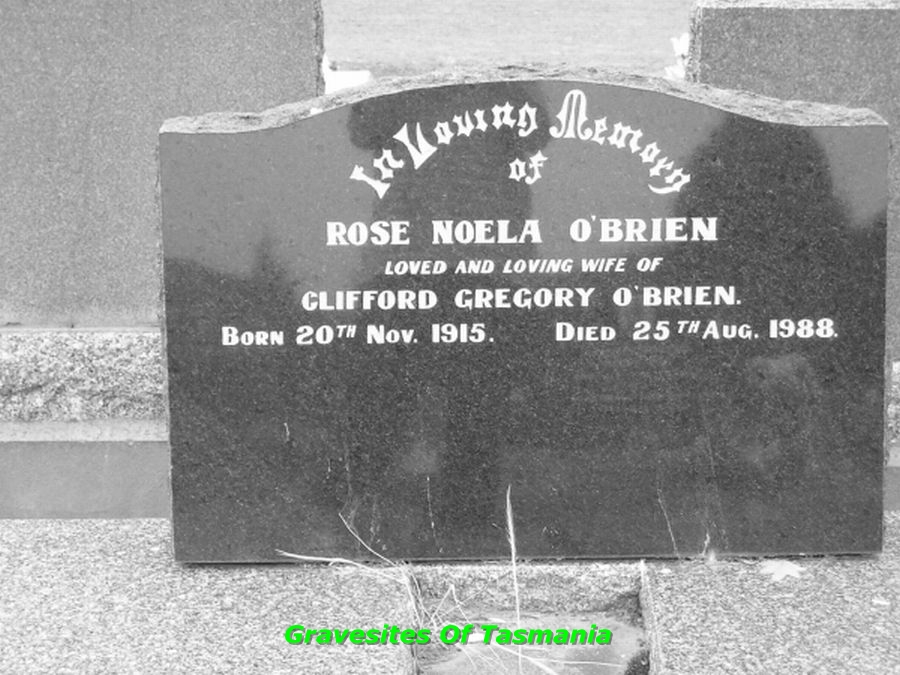 In Loving Memory
of
ROSE NOELA O'BRIEN
LOVED AND LOVING WIFE OF
CLIFFORD GREGORY O'BRIEN.
BORN 20TH NOV. 1915. DIED 25TH AUG. 1988.
Gravesites Of Tasmania